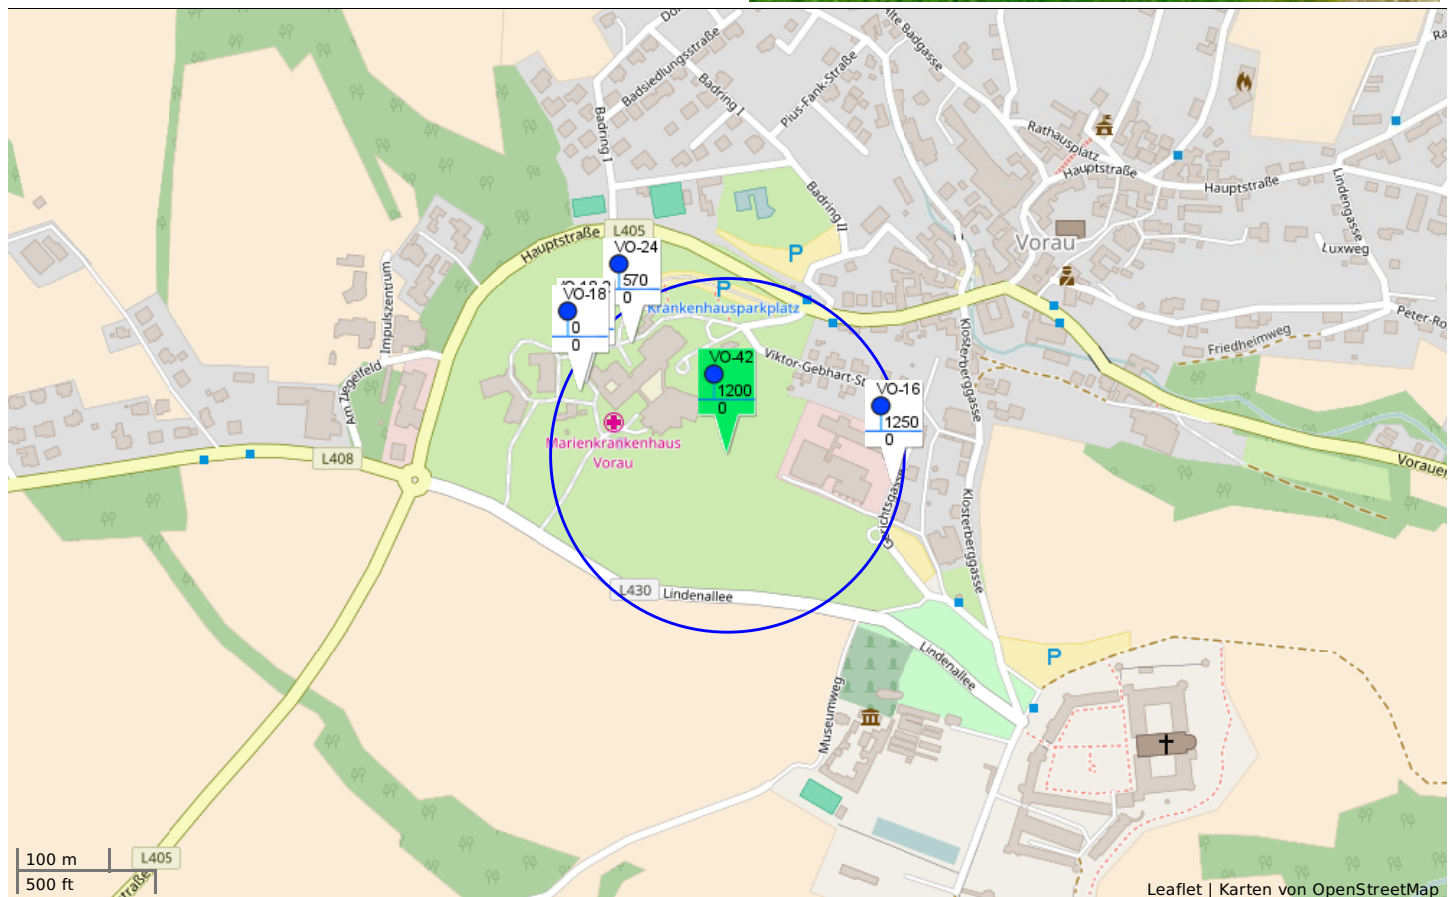 Badsiedlungsstraße
Alte Badgasse
Badring I
Pius-Fank-Straße
Badring I
Rathausplatz
Hauptstraße
Hauptstraße
Lindengasse
Badring II
L405
Hauptstraße
VO-24
570
0
Vorau
Luxweg
P
VO-18
0
0
P
Krankenhausparkplatz
Impulszentrum
Peter-Ro
Friedheimweg
Klosterberggasse
Viktor-Gebhart-St
VO-42
1200
0
VO-16
1250
0
Am Ziegelfeld
Marienkrankenhaus
Vorau
L408
Vorauer
Gerichtsgasse
Klosterberggasse
L430
Lindenallee
Lindenallee
P
Museumweg
100 m
500 ft
L405
traße
Leaflet | Karten von OpenStreetMap